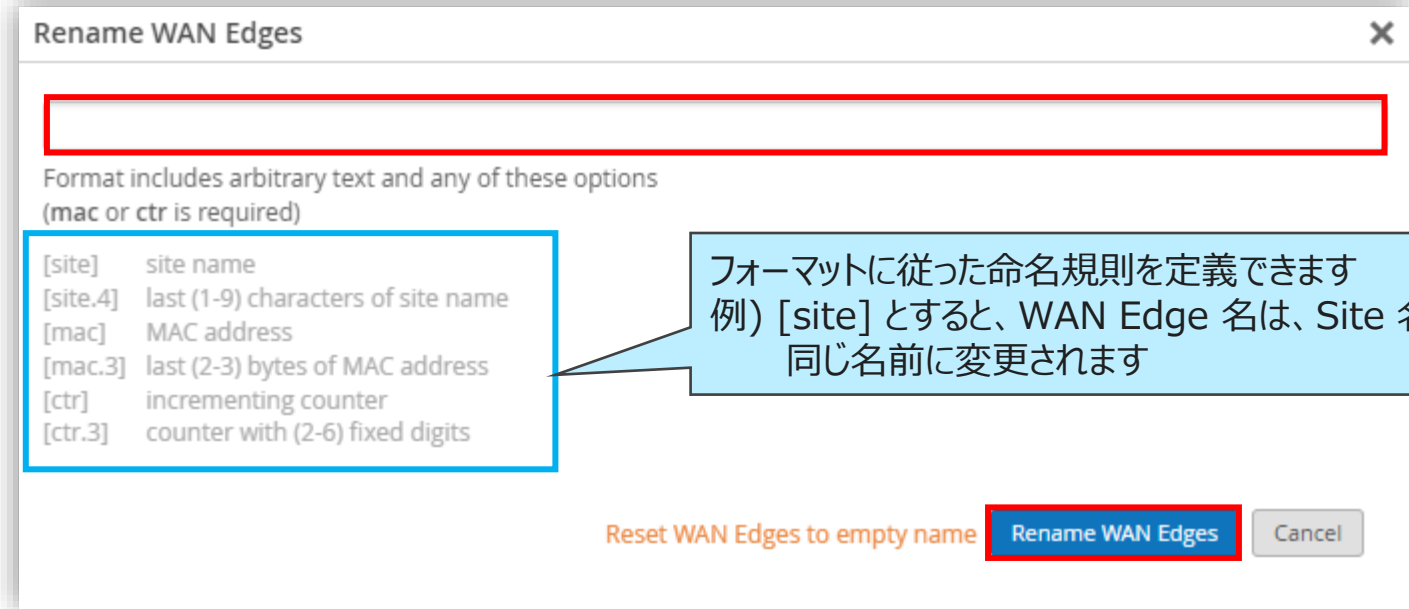 Rename WAN Edges
Format includes arbitrary text and any of these options
(mac or ctr is required)
[site] site name
[site.4] last (1-9) characters of site name
[mac] MAC address
[mac.3] last (2-3) bytes of MAC address
[ctr] incrementing counter
[ctr.3] counter with (2-6) fixed digits
フォーマットに従った命名規則を定義できます
例) [site] とすると、WAN Edge 名は、Site
同じ名前に変更されます
Reset WAN Edges to empty name Rename WAN Edges Cancel